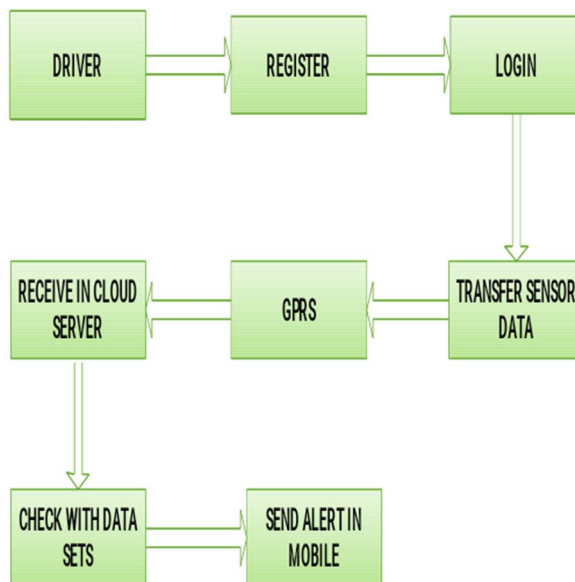 DRIVER
REGISTER
LOGIN
TRANSFER SENSOR
DATA
GPRS
RECEIVE IN CLOUD
SERVER
CHECK WITH DATA
SETS
SEND ALERT IN
MOBILE